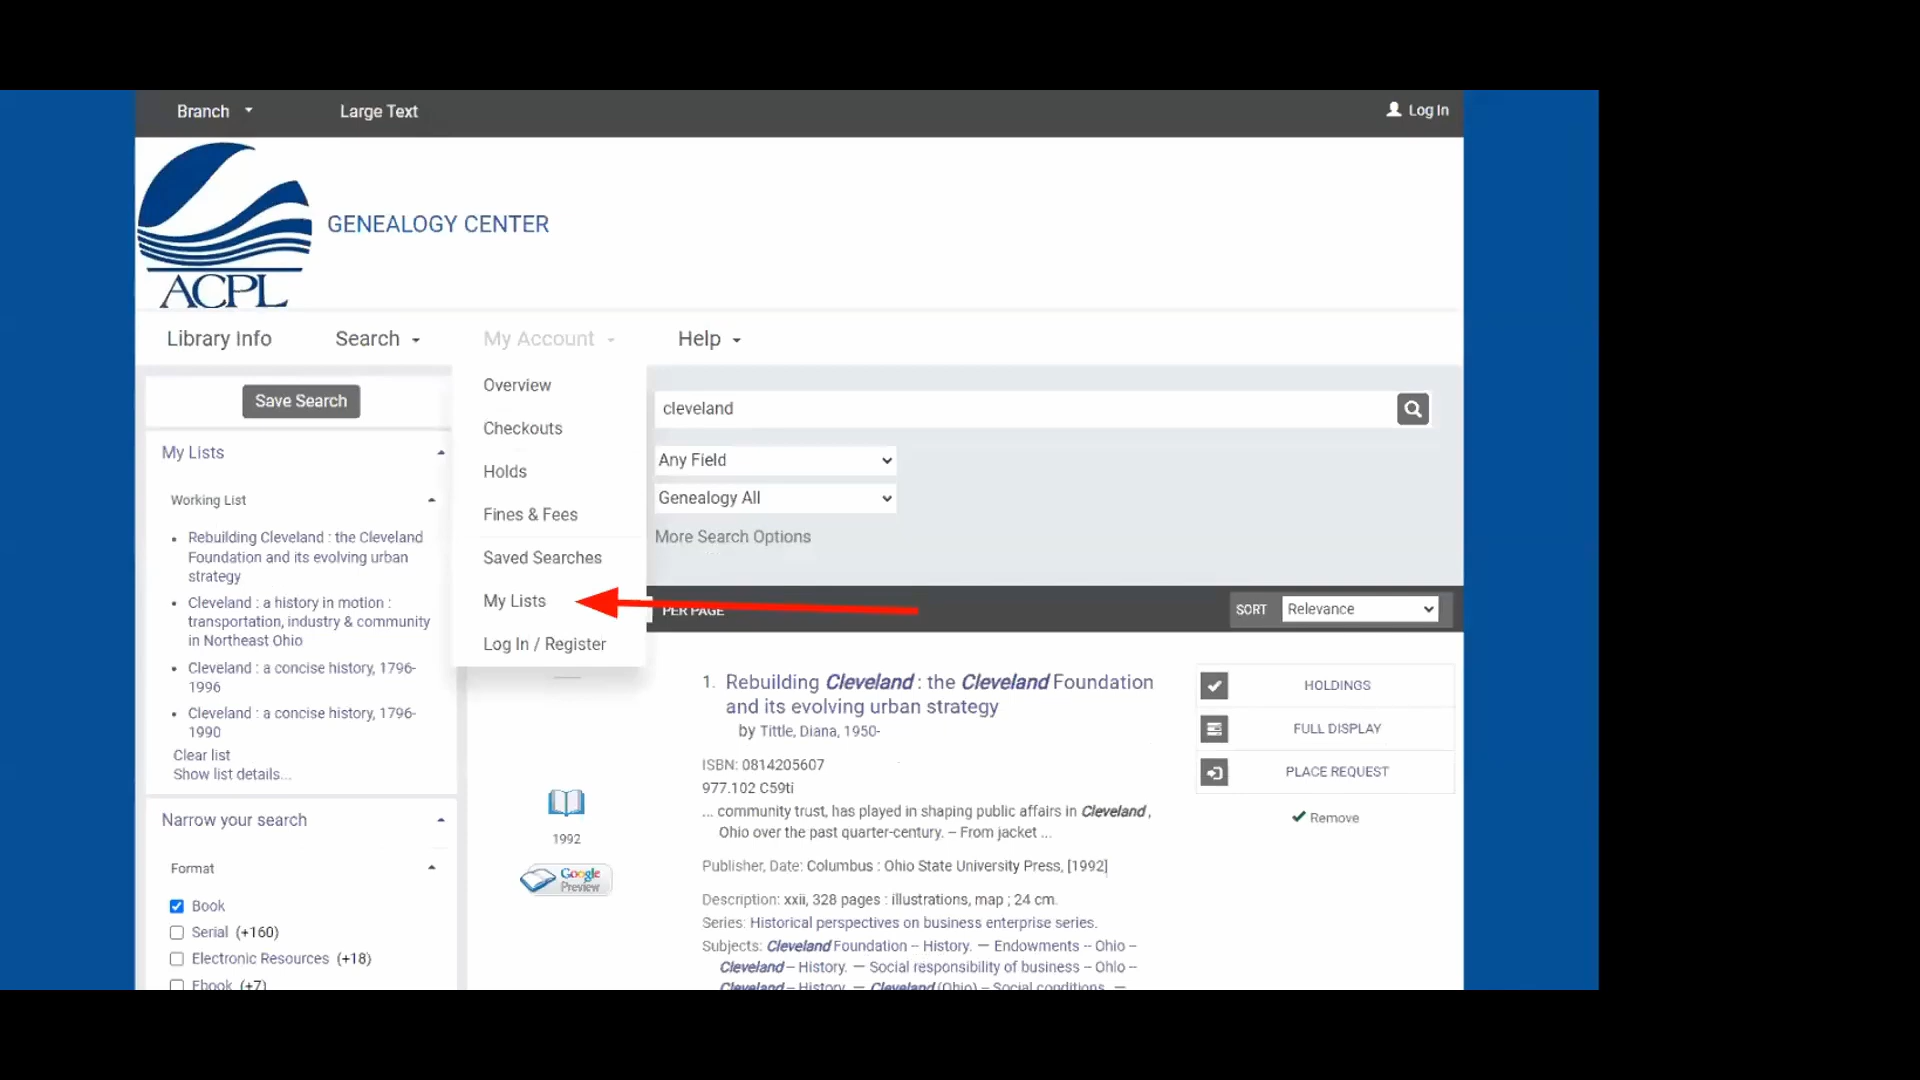 Branch
Large Text
Log In
ACPL
GENEALOGY CENTER
Library Info
Search
My Account
Help
Overview
Checkouts
Holds
Fines & Fees
Saved Searches
My Lists
Log In / Register
Save Search
My Lists
Working List
Rebuilding Cleveland : the Cleveland
Foundation and its evolving urban
strategy
Cleveland : a history in motion :
transportation, industry & community
in Northeast Ohio
Cleveland : a concise history, 1796-
1996
Cleveland : a concise history, 1796-
1990
Clear list
Show list details...
Narrow your search
Format
Book
Serial (+160)
Electronic Resources (+18)
Ebook (+7)
cleveland
Any Field
Genealogy All
More Search Options
PER PAGE
SORT
Relevance
1. Rebuilding Cleveland : the Cleveland Foundation
and its evolving urban strategy
by Tittle, Diana, 1950-
ISBN: 0814205607
977.102 C59ti
... community trust, has played in shaping public affairs in Cleveland ,
Ohio over the past quarter-century. – From jacket ...
Publisher, Date: Columbus : Ohio State University Press, [1992]
Description: xxii, 328 pages : illustrations, map ; 24 cm.
Series: Historical perspectives on business enterprise series.
Subjects: Cleveland Foundation -- History. — Endowments -- Ohio --
Cleveland -- History. — Social responsibility of business -- Ohio --
Cleveland -- History. — Cleveland (Ohio) -- Social conditions. —
1992
Google
Preview
HOLDINGS
FULL DISPLAY
PLACE REQUEST
Remove